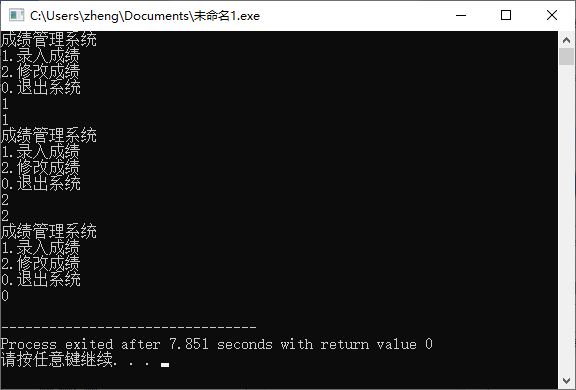 C:\Users\zheng\Documents\未命名1.exe
成绩管理系统
1.录入成绩
2.修改成绩
0.退出系统
1
1
成绩管理系统
1.录入成绩
2.修改成绩
0.退出系统
2
2
成绩管理系统
1.录入成绩
2.修改成绩
0.退出系统
0
--------------------------------
Process exited after 7.851 seconds with return value 0
请按任意键继续. . .